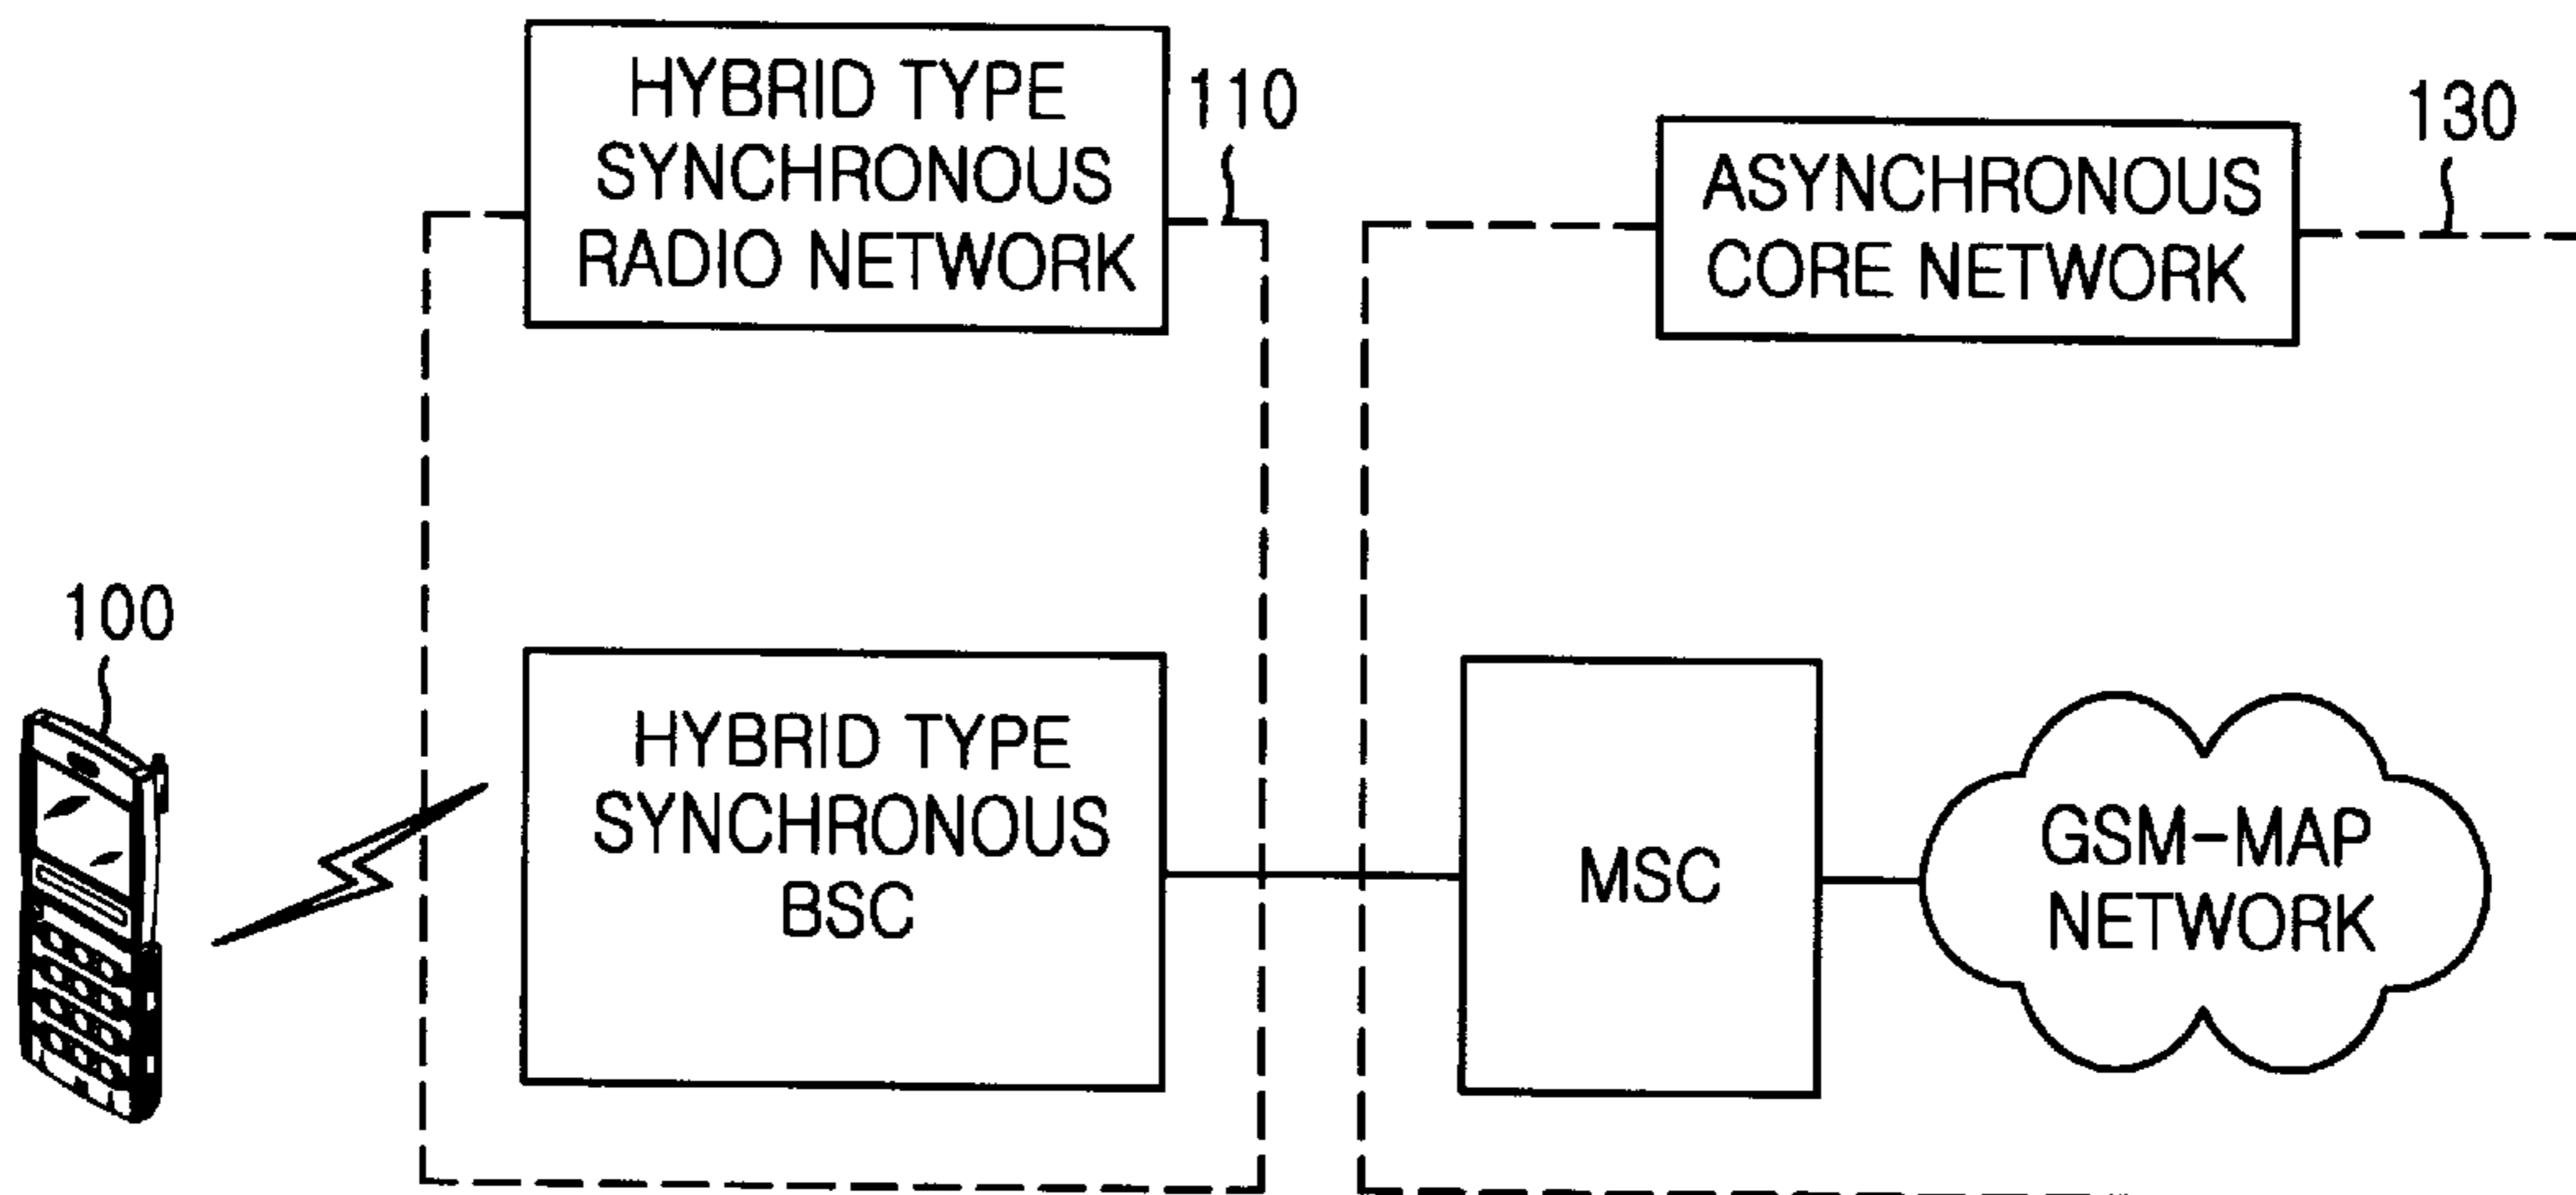 HYBRID TYPE
SYNCHRONOUS
RADIO NETWORK
110
ASYNCHRONOUS
CORE NETWORK
130
100
HYBRID TYPE
SYNCHRONOUS
BSC
MSC
GSM-MAP
NETWORK